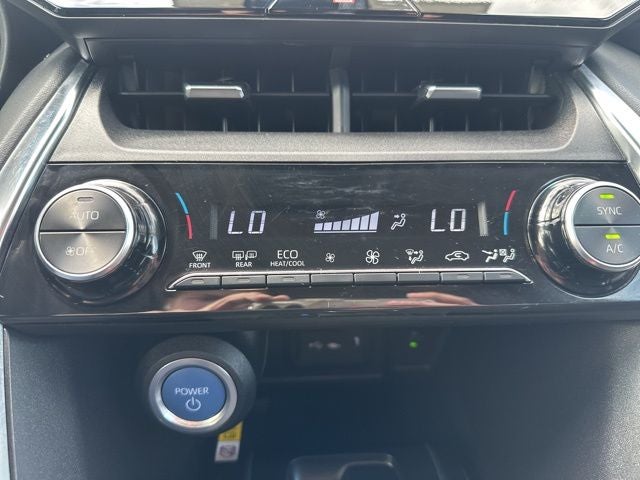 AUTO
OFF
LO
LO
SYNC
A/C
FRONT
REAR
ECO
HEAT/COOL
POWER